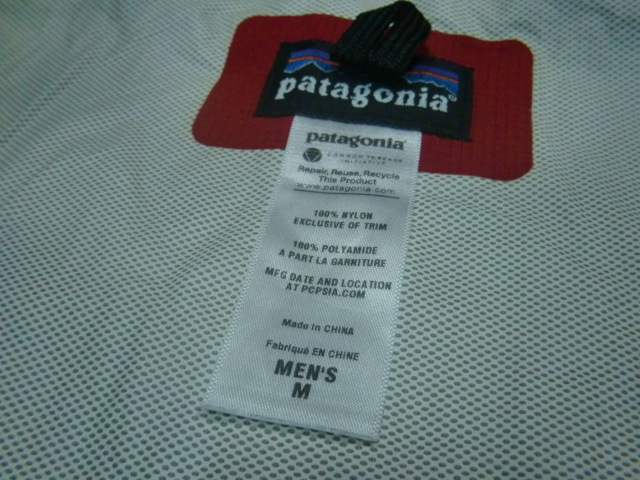 patagonia®
patagonia®
COMMON THREADS
INITIATIVE
Repair, Reuse, Recycle
This Product
www.patagonia.com
100% NYLON
EXCLUSIVE OF TRIM
100% POLYAMIDE
A PART LA GARNITURE
MFG DATE AND LOCATION
AT PCPSIA.COM
Made in CHINA
Fabriqué EN CHINE
MEN'S
M